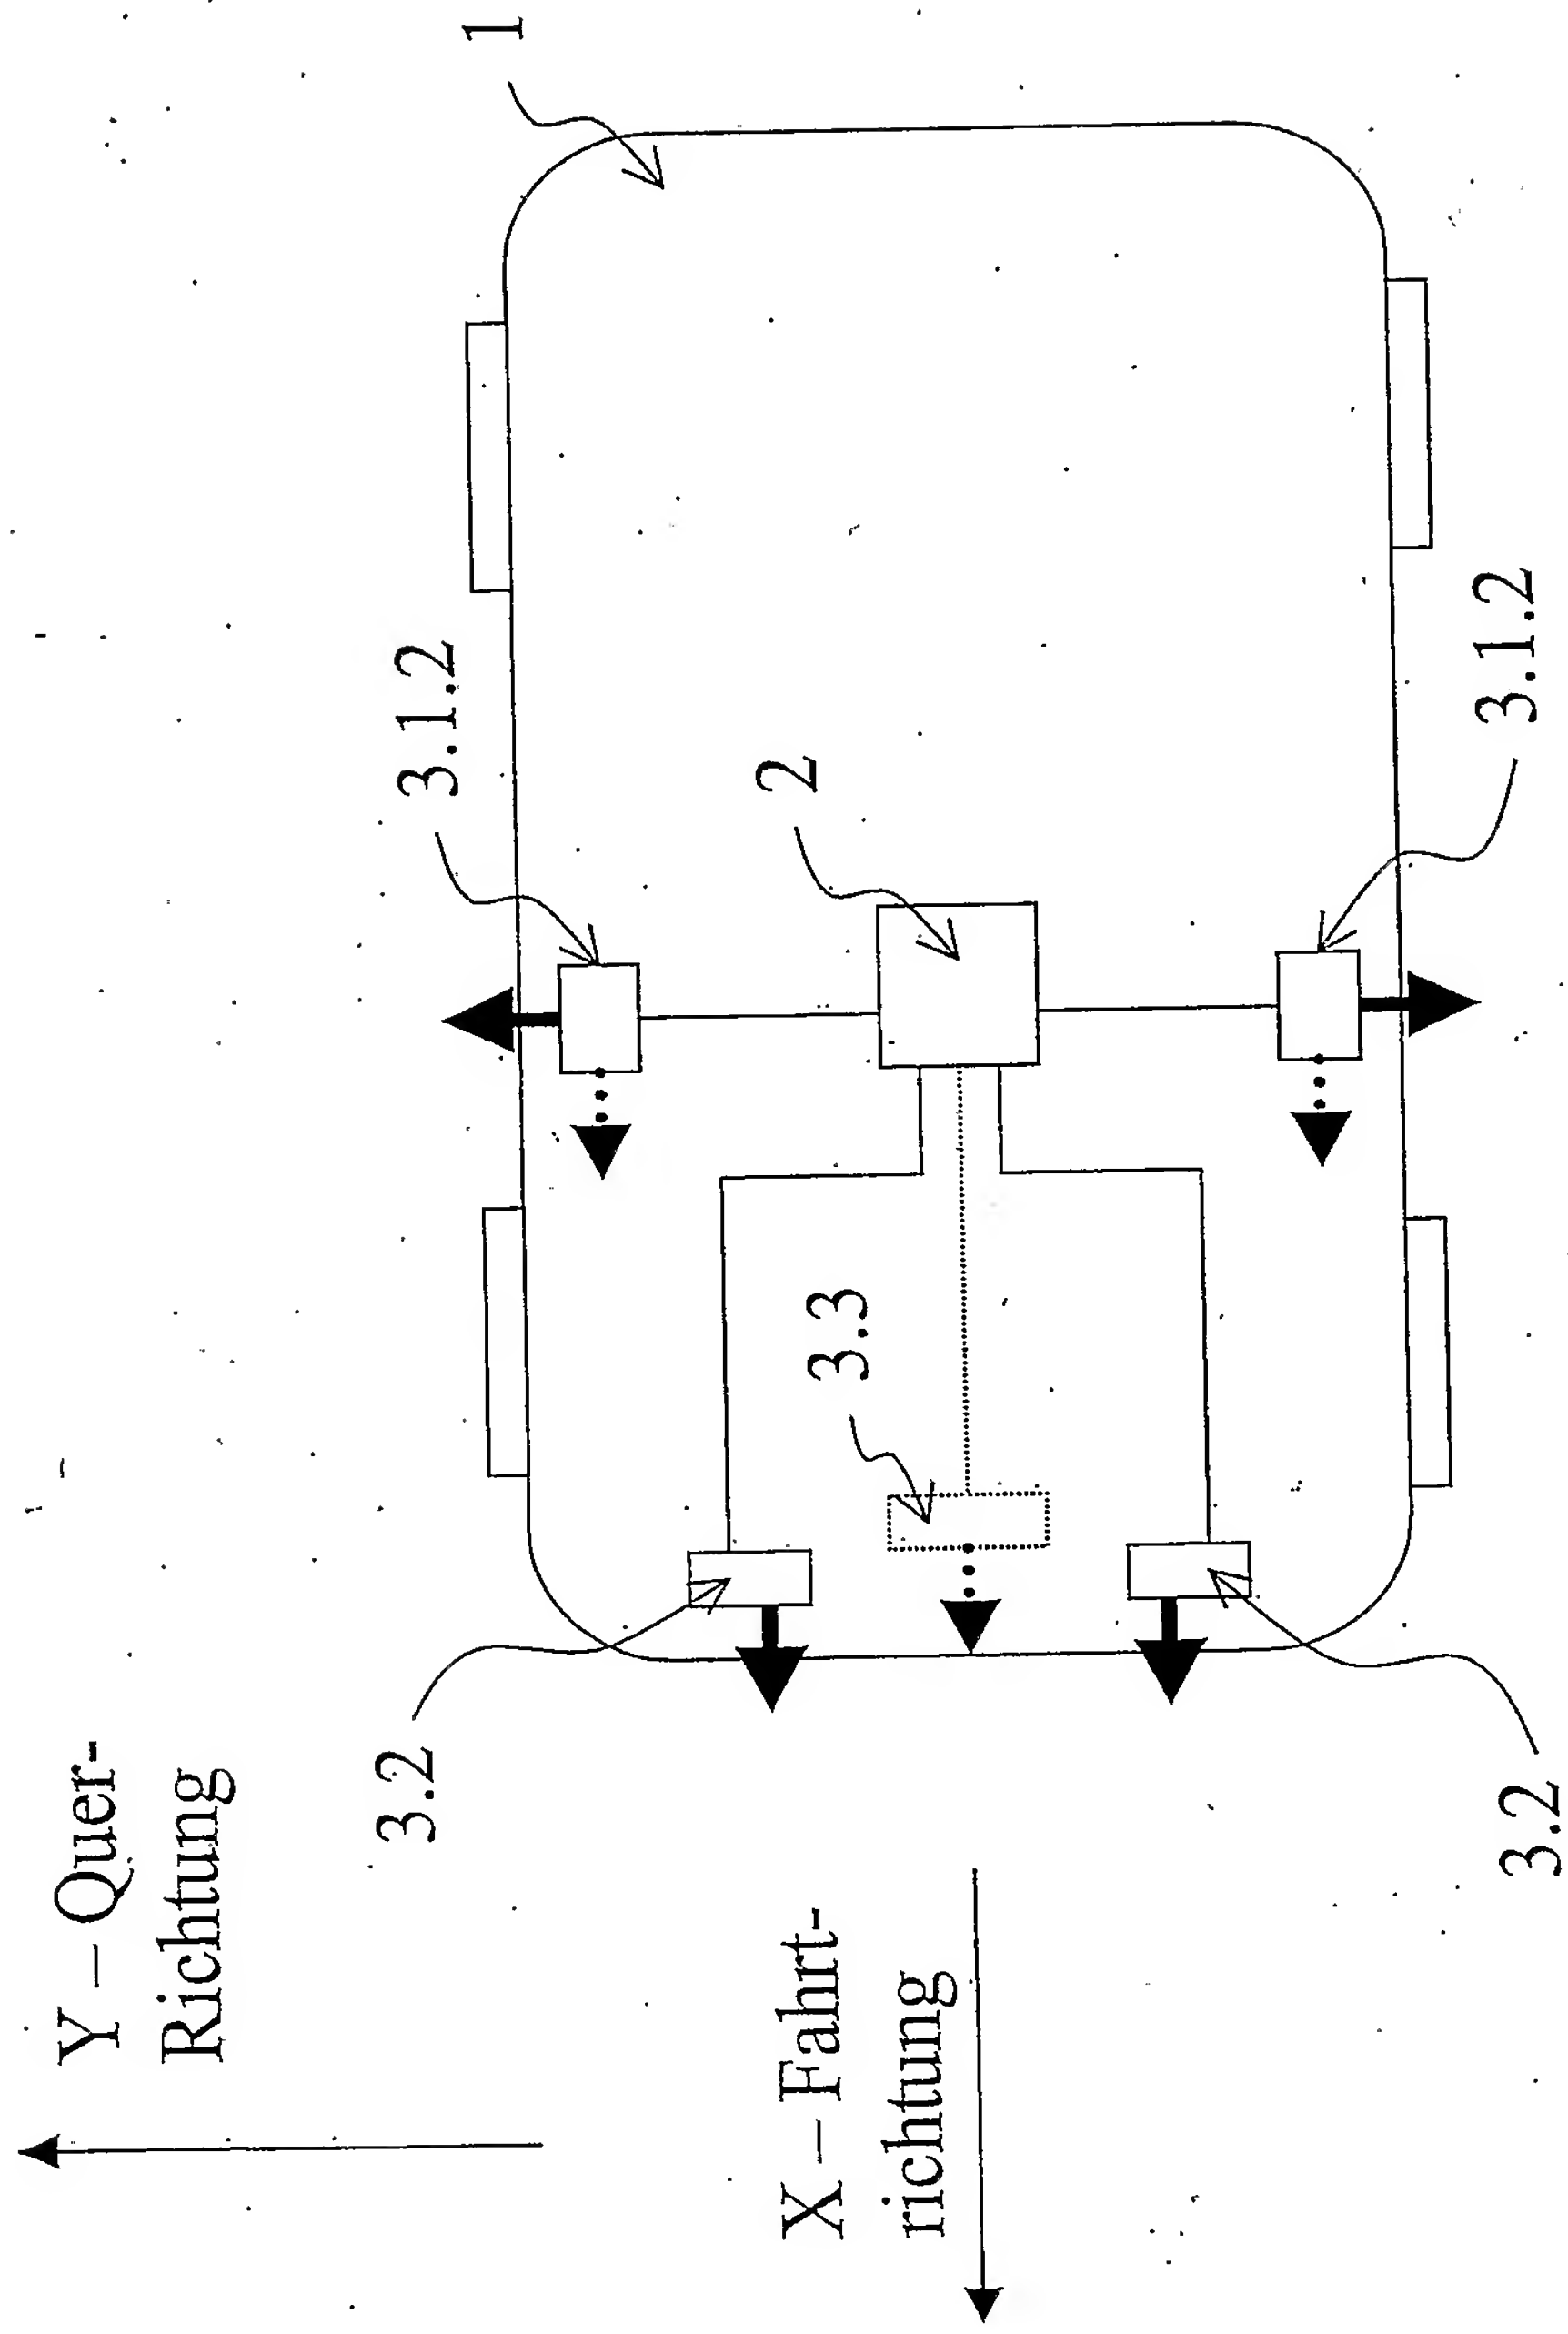 Y – Quer-
Richtung
X – Fahrt-
richtung
3.2
3.2
3.3
3.1.2
3.1.2
2
1